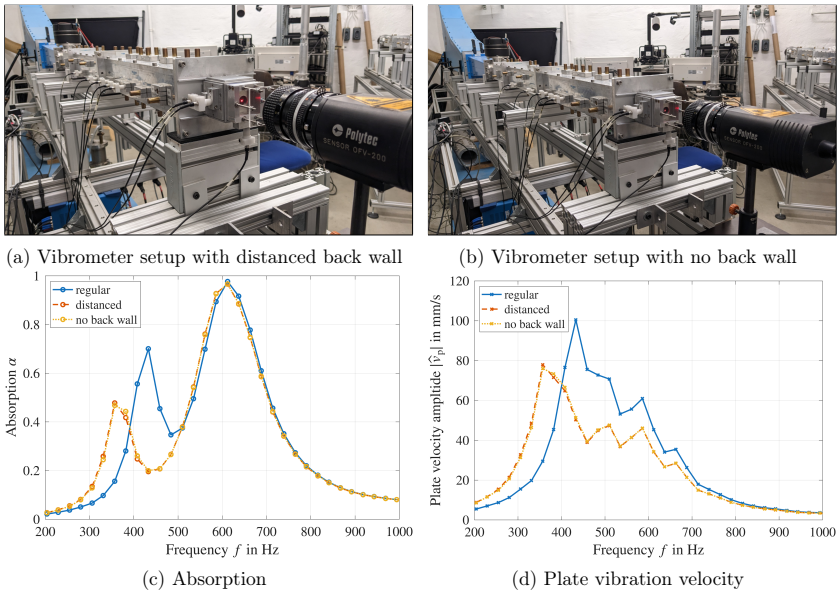 Polytec
SENSOR OFV-200
Polytec
SENSOR OFV-200
(a) Vibrometer setup with distanced back wall
(b) Vibrometer setup with no back wall
1
0.8
0.6
0.4
0.2
0
Absorption α
regular
distanced
no back wall
200 300 400 500 600 700 800 900 1000
Frequency f in Hz
(c) Absorption
120
100
80
60
40
20
0
Plate velocity ampltide |v̂p| in mm/s
regular
distanced
no back wall
200 300 400 500 600 700 800 900 1000
Frequency f in Hz
(d) Plate vibration velocity